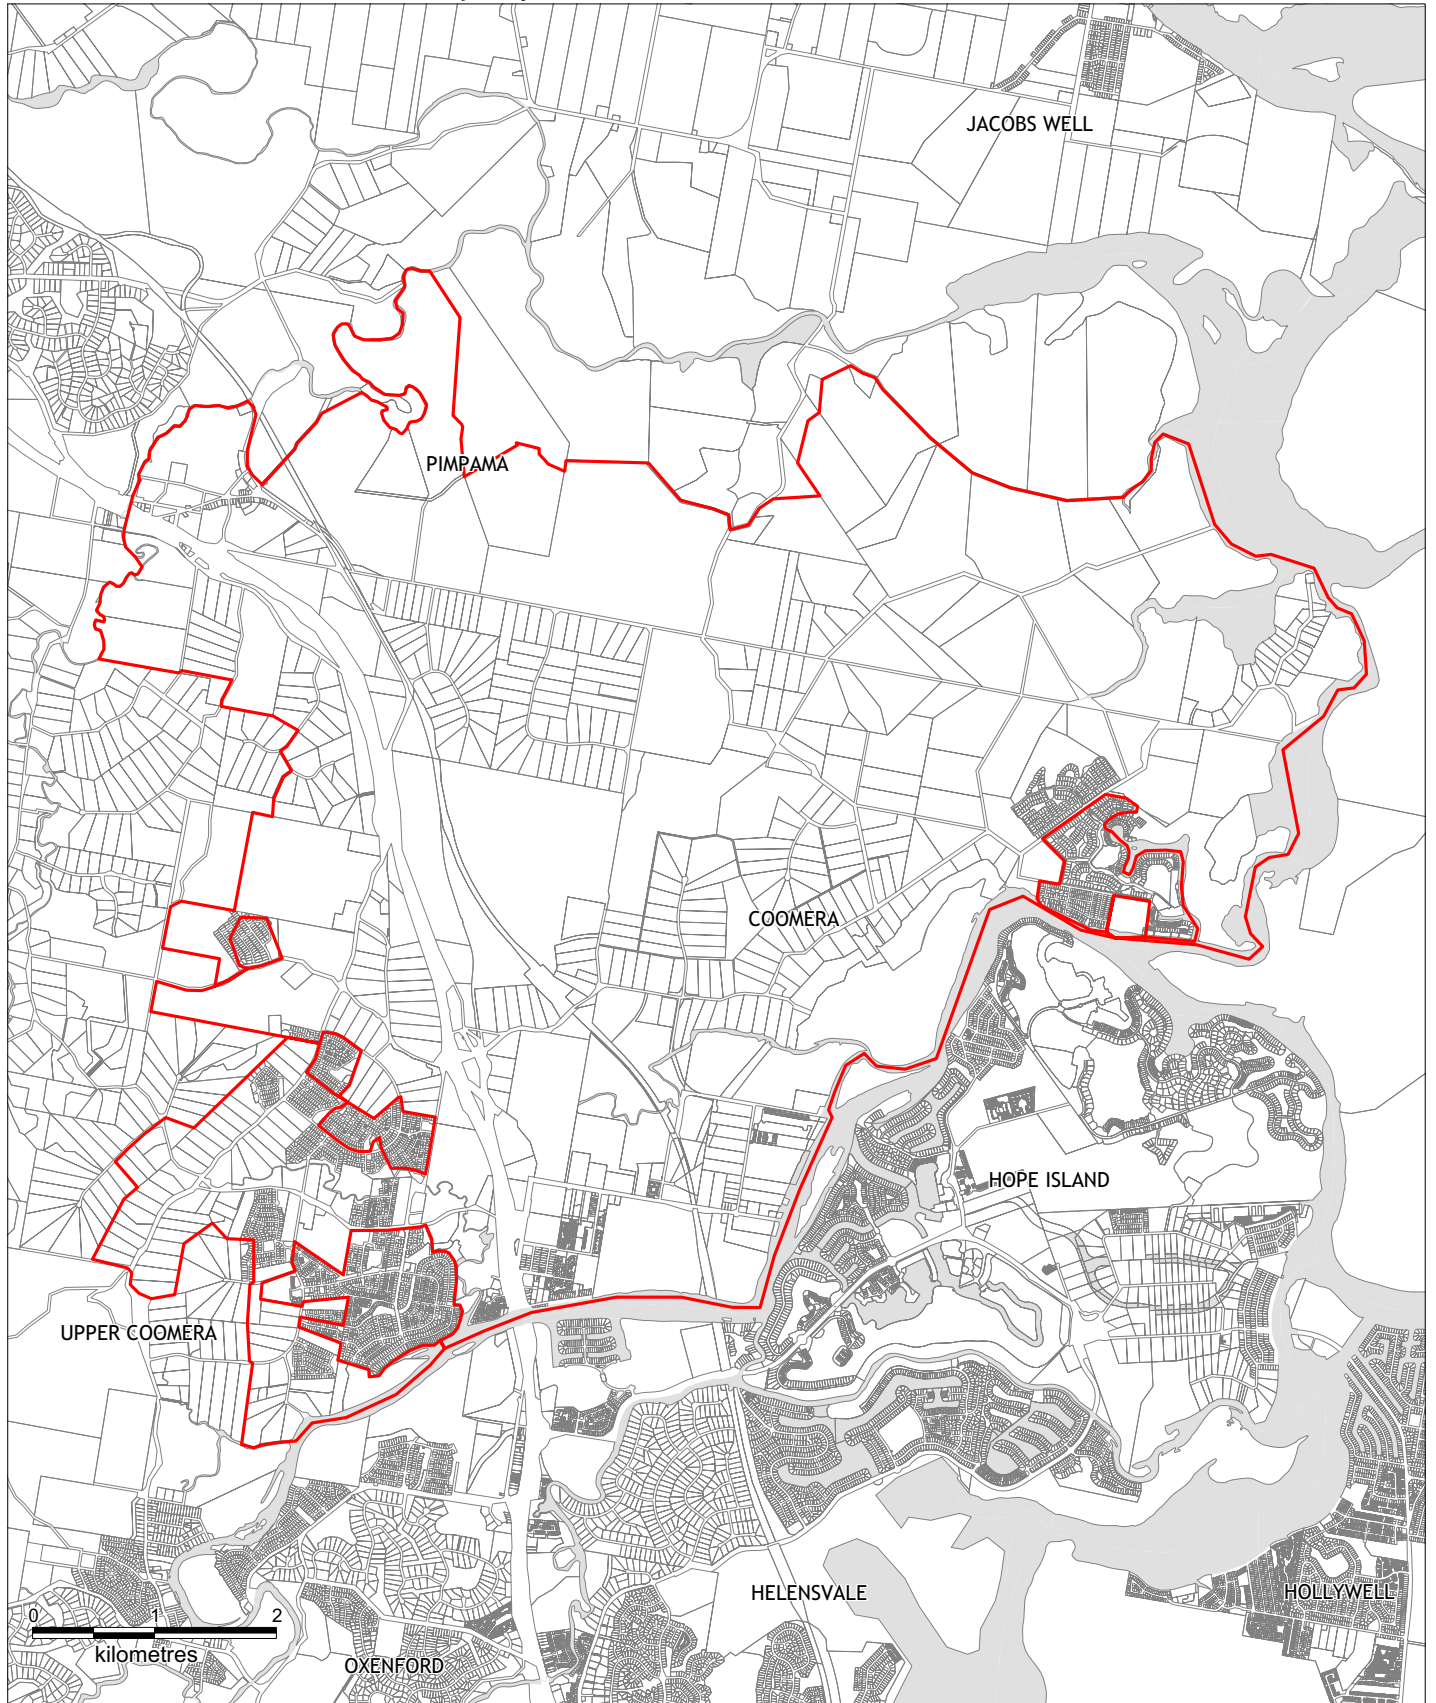 JACOBS WELL
PIMPAMA
COOMERA
HOPE ISLAND
UPPER COOMERA
HELENSVALE
HOLLYWELL
0 1 2
kilometres
OXENFORD